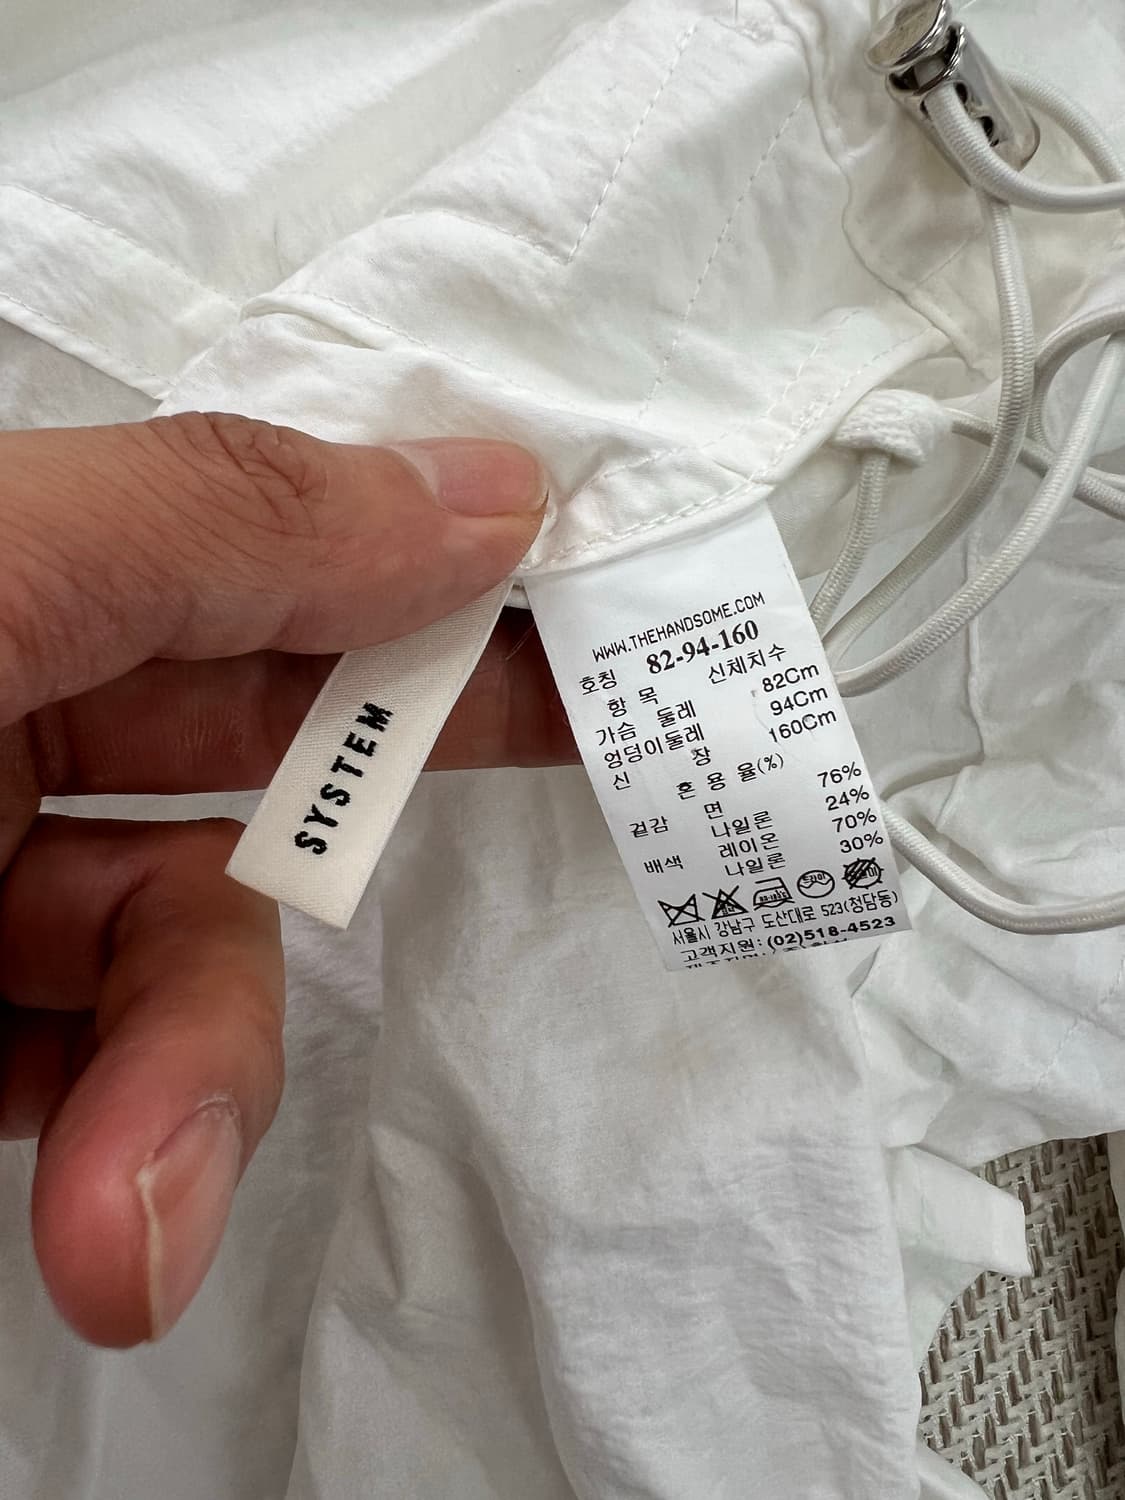 SYSTEM
WWW.THEHANDSOME.COM
호칭 82-94-160
항 목 신체치수
가슴 둘레 82Cm
엉덩이둘레 94Cm
신 장 160Cm
혼 용 율(%)
겉감 면 76%
나일론 24%
배색 레이온 70%
나일론 30%
드라이
서울시 강남구 도산대로 523(청담동)
고객지원:(02)518-4523